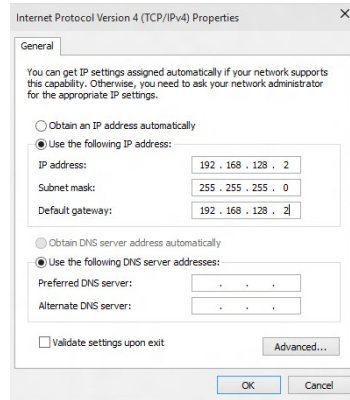 Internet Protocol Version 4 (TCP/IPv4) Properties
General
You can get IP settings assigned automatically if your network supports
this capability. Otherwise, you need to ask your network administrator
for the appropriate IP settings.
Obtain an IP address automatically
Use the following IP address:
IP address: 192 . 168 . 128 . 2
Subnet mask: 255 . 255 . 255 . 0
Default gateway: 192 . 168 . 128 . 2
Obtain DNS server address automatically
Use the following DNS server addresses:
Preferred DNS server: . . .
Alternate DNS server: . . .
Validate settings upon exit
Advanced...
OK Cancel